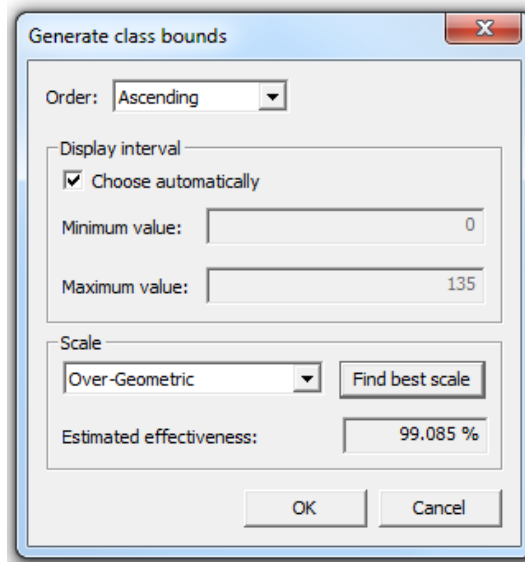 Generate class bounds
Order: Ascending
Display interval
Choose automatically
Minimum value: 0
Maximum value: 135
Scale
Over-Geometric Find best scale
Estimated effectiveness: 99.085 %
OK Cancel